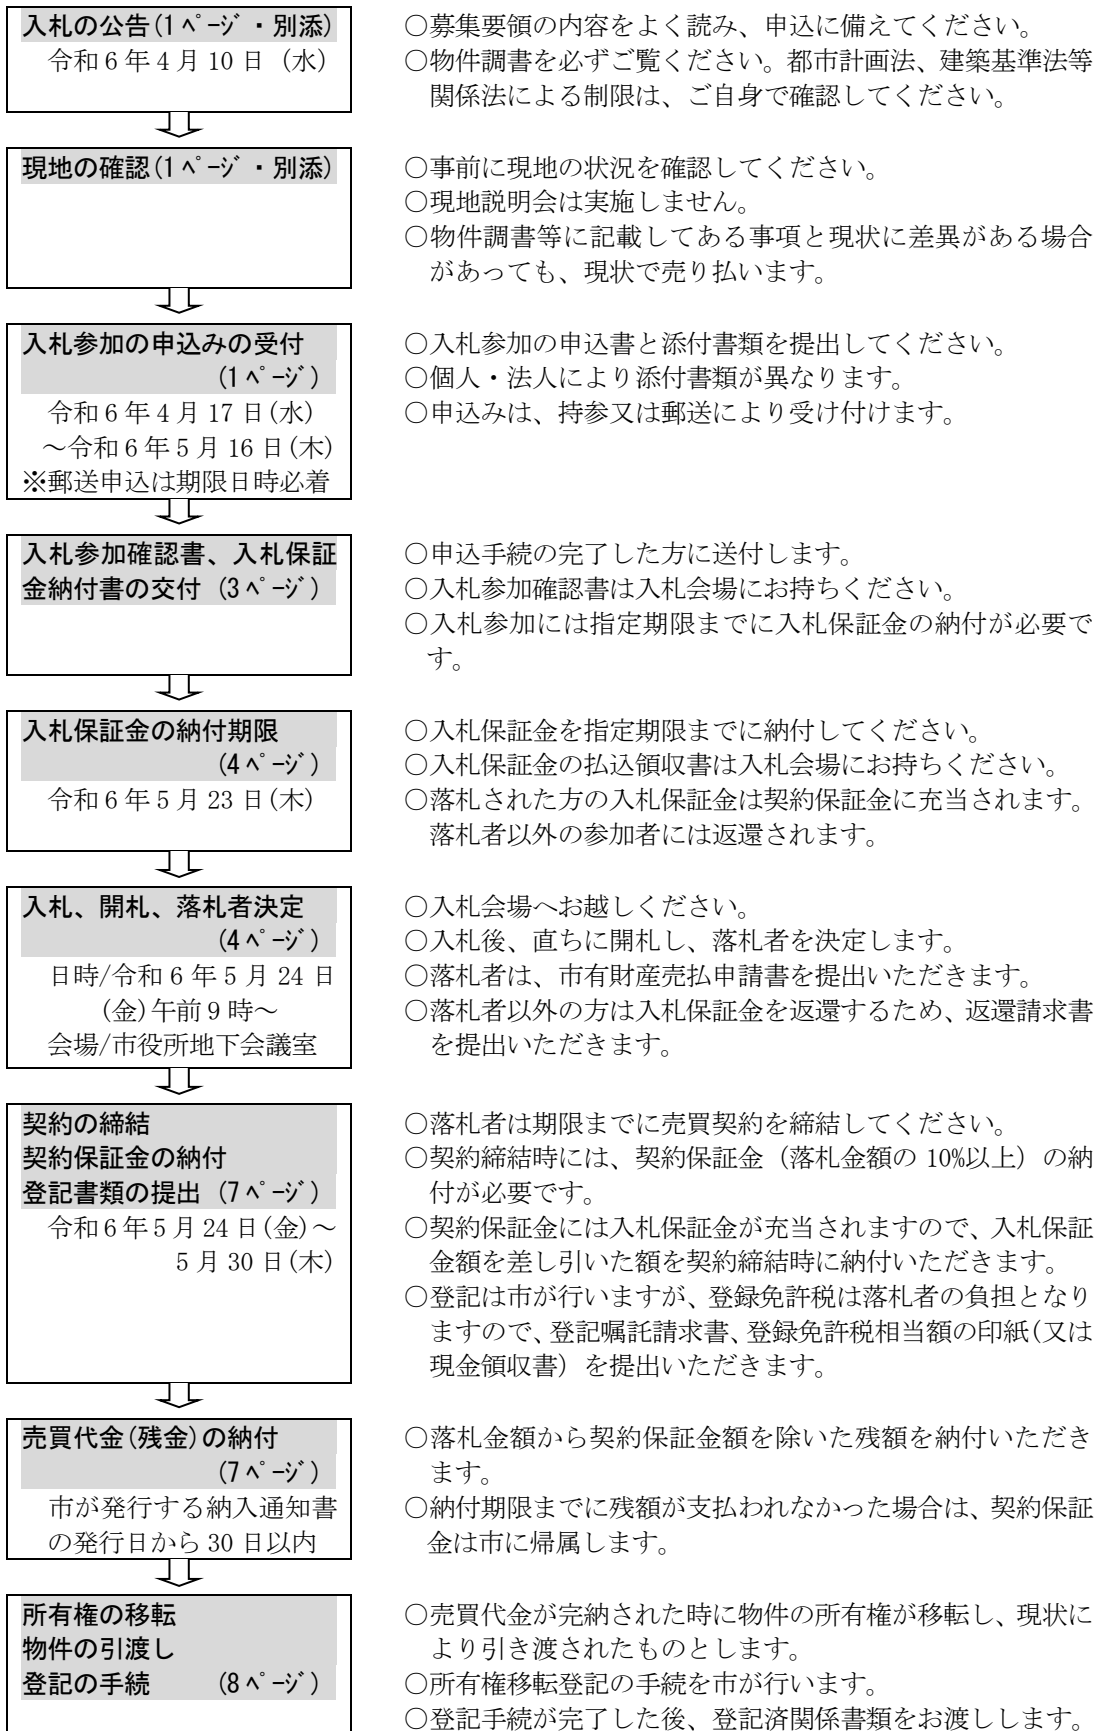 入札の公告(1ﾍﾟｰｼﾞ・別添)
令和６年４月 10 日 (水)
○募集要領の内容をよく読み、申込に備えてください。
○物件調書を必ずご覧ください。都市計画法、建築基準法等
関係法による制限は、ご自身で確認してください。
現地の確認(1ﾍﾟｰｼﾞ・別添)
○事前に現地の状況を確認してください。
○現地説明会は実施しません。
○物件調書等に記載してある事項と現状に差異がある場合
があっても、現状で売り払います。
入札参加の申込みの受付
(1ﾍﾟｰｼﾞ)
令和６年４月 17 日(水)
～令和６年５月 16 日(木)
※郵送申込は期限日時必着
○入札参加の申込書と添付書類を提出してください。
○個人・法人により添付書類が異なります。
○申込みは、持参又は郵送により受け付けます。
入札参加確認書、入札保証
金納付書の交付 (3ﾍﾟｰｼﾞ)
○申込手続の完了した方に送付します。
○入札参加確認書は入札会場にお持ちください。
○入札参加には指定期限までに入札保証金の納付が必要で
す。
入札保証金の納付期限
(4ﾍﾟｰｼﾞ)
令和６年５月 23 日(木)
○入札保証金を指定期限までに納付してください。
○入札保証金の払込領収書は入札会場にお持ちください。
○落札された方の入札保証金は契約保証金に充当されます。
落札者以外の参加者には返還されます。
入札、開札、落札者決定
(4ﾍﾟｰｼﾞ)
日時/令和６年５月 24 日
(金)午前９時～
会場/市役所地下会議室
○入札会場へお越しください。
○入札後、直ちに開札し、落札者を決定します。
○落札者は、市有財産売払申請書を提出いただきます。
○落札者以外の方は入札保証金を返還するため、返還請求書
を提出いただきます。
契約の締結
契約保証金の納付
登記書類の提出 (7ﾍﾟｰｼﾞ)
令和６年５月 24 日(金)～
５月 30 日(木)
○落札者は期限までに売買契約を締結してください。
○契約締結時には、契約保証金（落札金額の 10%以上）の納
付が必要です。
○契約保証金には入札保証金が充当されますので、入札保証
金額を差し引いた額を契約締結時に納付いただきます。
○登記は市が行いますが、登録免許税は落札者の負担となり
ますので、登記嘱託請求書、登録免許税相当額の印紙(又は
現金領収書）を提出いただきます。
売買代金(残金)の納付
(7ﾍﾟｰｼﾞ)
市が発行する納入通知書
の発行日から 30 日以内
○落札金額から契約保証金額を除いた残額を納付いただき
ます。
○納付期限までに残額が支払われなかった場合は、契約保証
金は市に帰属します。
所有権の移転
物件の引渡し
登記の手続 (8ﾍﾟｰｼﾞ)
○売買代金が完納された時に物件の所有権が移転し、現状に
より引き渡されたものとします。
○所有権移転登記の手続を市が行います。
○登記手続が完了した後、登記済関係書類をお渡しします。